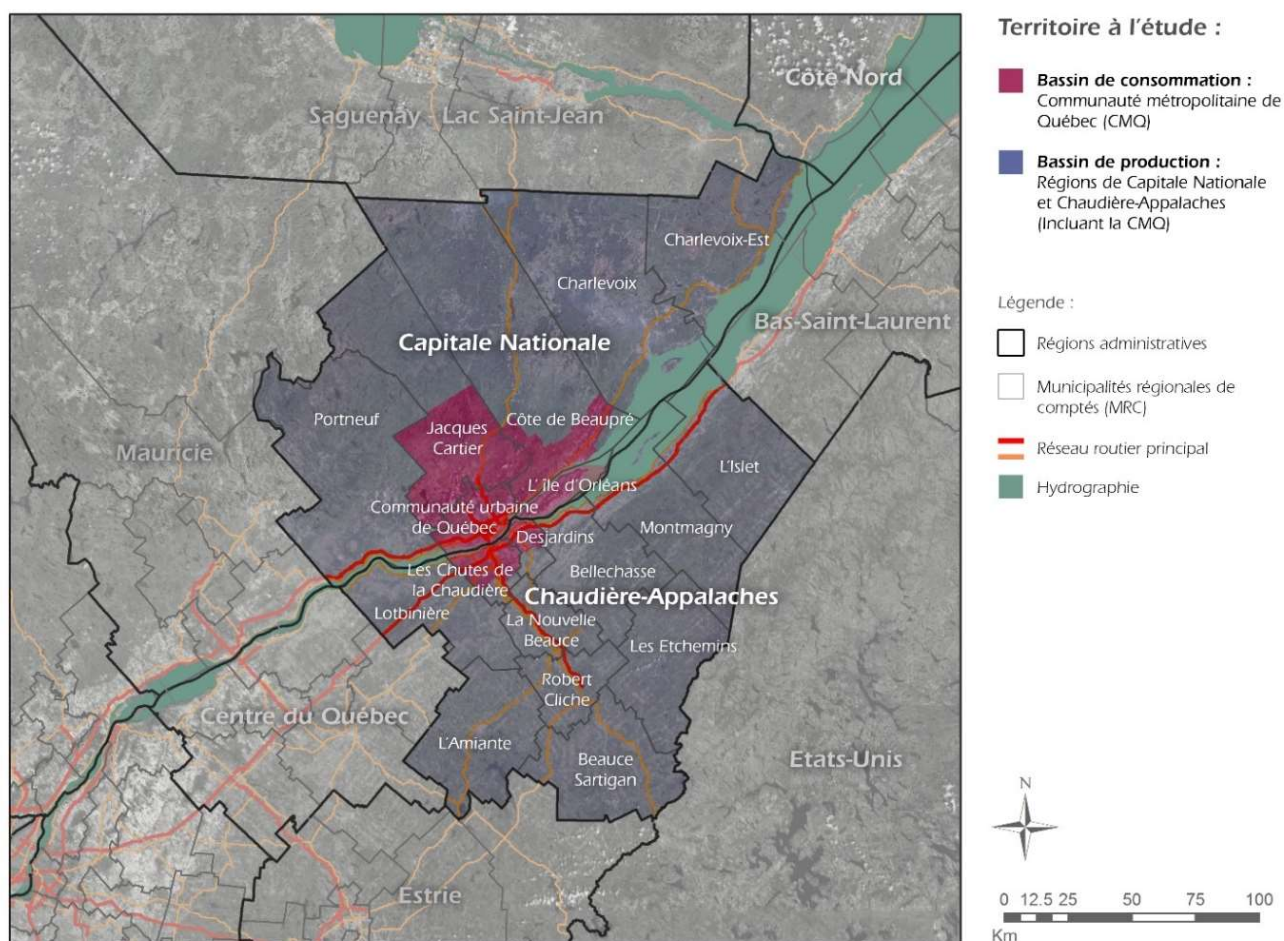 Territoire à l'étude :
Bassin de consommation :
Communauté métropolitaine de
Québec (CMQ)
Bassin de production :
Régions de Capitale Nationale
et Chaudière-Appalaches
(Incluant la CMQ)
Légende :
Régions administratives
Municipalités régionales de
comptés (MRC)
Réseau routier principal
Hydrographie
N
0 12.5 25 50 75 100
Km
Côte Nord
Saguenay - Lac Saint-Jean
Charlevoix-Est
Charlevoix
Bas-Saint-Laurent
Capitale Nationale
Portneuf
Jacques
Cartier
Côte de Beaupré
Mauricie
L'Islet
L' île d'Orléans
Communauté urbaine
de Québec
Montmagny
Desjardins
Les Chutes de
la Chaudière
Bellechasse
Chaudière-Appalaches
Lotbinière
La Nouvelle
Beauce
Les Etchemins
Robert
Cliche
Centre du Québec
L'Amiante
Beauce
Sartigan
Etats-Unis
Estrie